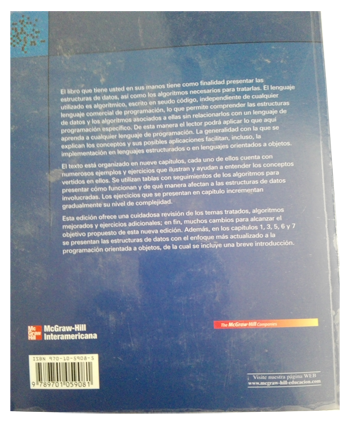 El libro que tiene usted en sus manos tiene como finalidad presentar las
estructuras de datos, así como los algoritmos necesarios para tratarlas. El lenguaje
utilizado es algorítmico, escrito en seudo código, independiente de cualquier
lenguaje comercial de programación, lo que permite comprender las estructuras
de datos y los algoritmos asociados a ellas sin relacionarlos con un lenguaje de
programación específico. De esta manera el lector podrá aplicar lo que aquí
aprenda a cualquier lenguaje de programación. La generalidad con la que se
explican los conceptos y sus posibles aplicaciones facilitan, incluso, la
implementación en lenguajes estructurados o en lenguajes orientados a objetos.
El texto está organizado en nueve capítulos, cada uno de ellos cuenta con
numerosos ejemplos y ejercicios que ilustran y ayudan a entender los conceptos
vertidos en ellos. Se utilizan tablas con seguimientos de los algoritmos para
presentar cómo funcionan y de qué manera afectan a las estructuras de datos
involucradas. Los ejercicios que se presentan en capítulo incrementan
gradualmente su nivel de complejidad.
Esta edición ofrece una cuidadosa revisión de los temas tratados, algoritmos
mejorados y ejercicios adicionales; en fin, muchos cambios para alcanzar el
objetivo propuesto de esta nueva edición. Además, en los capítulos 1, 3, 5, 6 y 7
se presentan las estructuras de datos con el enfoque más actualizado a la
programación orientada a objetos, de la cual se incluye una breve introducción.
Mc Graw Hill
McGraw-Hill
Interamericana
The McGraw-Hill Companies
ISBN 970-10-5908-5
9 789701 059081
Visite nuestra página WEB
www.mcgraw-hill-educacion.com